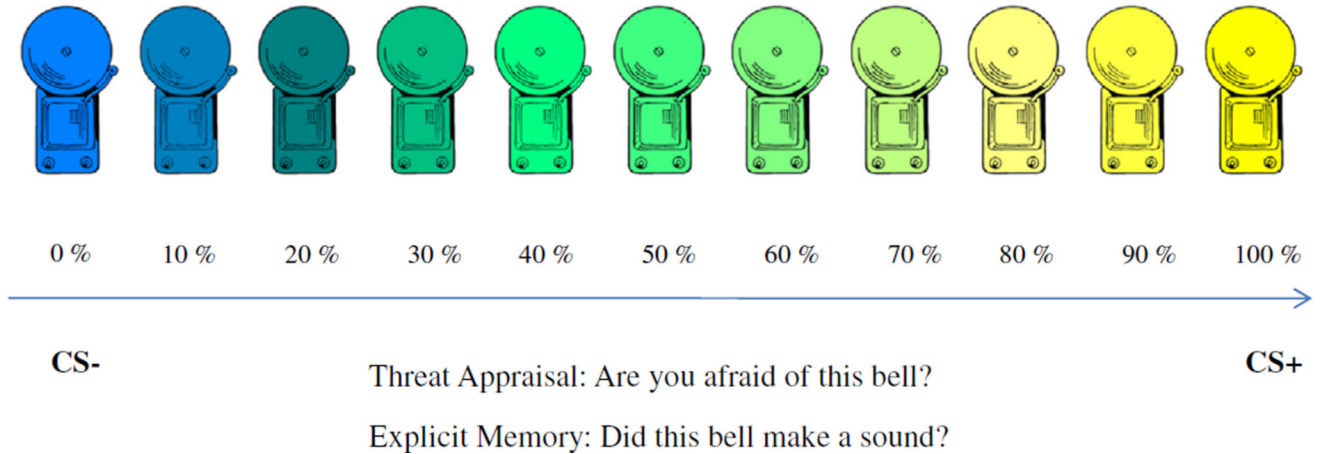 0 % 10 % 20 % 30 % 40 % 50 % 60 % 70 % 80 % 90 % 100 %
CS- CS+
Threat Appraisal: Are you afraid of this bell?
Explicit Memory: Did this bell make a sound?